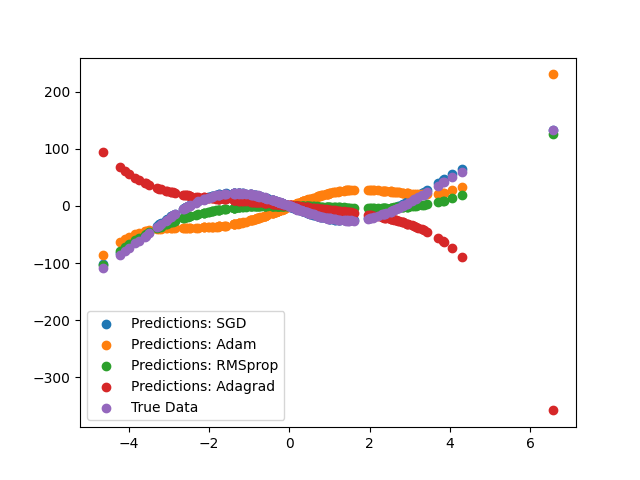 200
100
0
−100
−200
−300
Predictions: SGD
Predictions: Adam
Predictions: RMSprop
Predictions: Adagrad
True Data
−4 −2 0 2 4 6